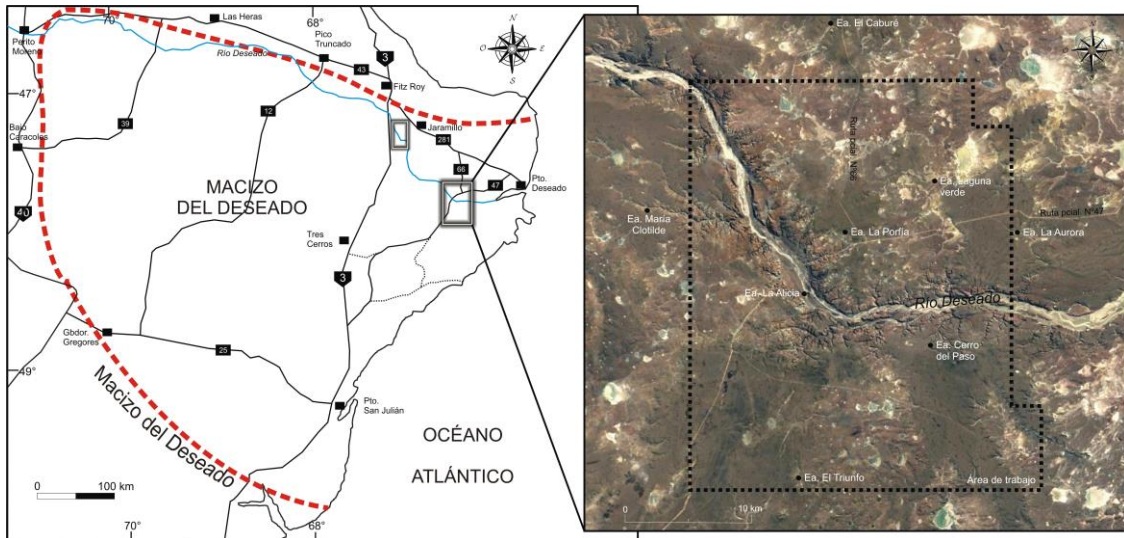 70°
68°
Las Heras
N
O
E
S
Perito
Moreno
Pico
Truncado
Río Deseado
3
43
47°
Fitz Roy
12
39
Bajo
Caracoles
Jaramillo
281
66
47
Pto.
Deseado
MACIZO
DEL DESEADO
40
Tres
Cerros
3
Gbdor.
Gregores
25
49°
Pto.
San Julián
Macizo del Deseado
OCÉANO
ATLÁNTICO
0
100 km
70°
68°
Ea. El Caburé
Ea. Laguna
verde
Ea. María
Clotilde
Ruta pcial. N°47
Ea. La Porfía
Ea. La Aurora
Ea. La Alicia
Río Deseado
Ea. Cerro
del Paso
Ea. El Triunfo
Área de trabajo
0
10 km